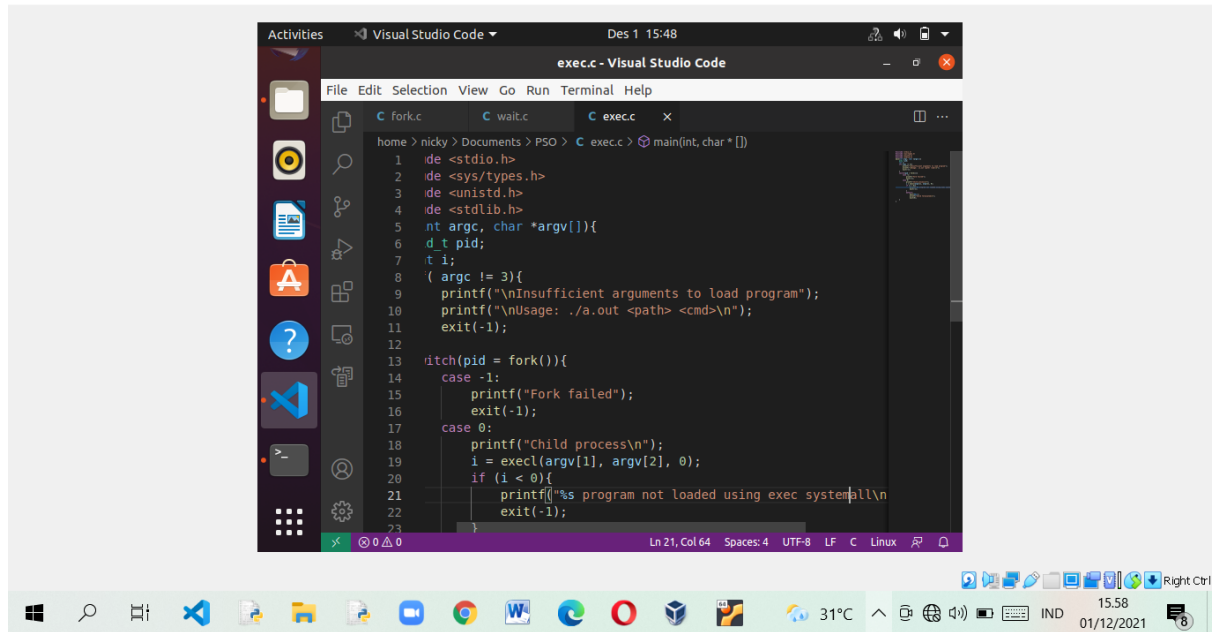 Activities Visual Studio Code Des 1 15:48
exec.c - Visual Studio Code
File Edit Selection View Go Run Terminal Help
C fork.c C wait.c C exec.c
home > nicky > Documents > PSO > C exec.c > main(int, char * [])
1 de <stdio.h>
2 de <sys/types.h>
3 de <unistd.h>
4 de <stdlib.h>
5 nt argc, char *argv[]){
6 d_t pid;
7 t i;
8 ( argc != 3){
9 printf("\nInsufficient arguments to load program");
10 printf("\nUsage: ./a.out <path> <cmd>\n");
11 exit(-1);
12
13 itch(pid = fork()){
14 case -1:
15 printf("Fork failed");
16 exit(-1);
17 case 0:
18 printf("Child process\n");
19 i = execl(argv[1], argv[2], 0);
20 if (i < 0){
21 printf("%s program not loaded using exec systemall\n
22 exit(-1);
23 }
0 0 Ln 21, Col 64 Spaces: 4 UTF-8 LF C Linux
Right Ctrl
31°C IND 15.58
01/12/2021 8